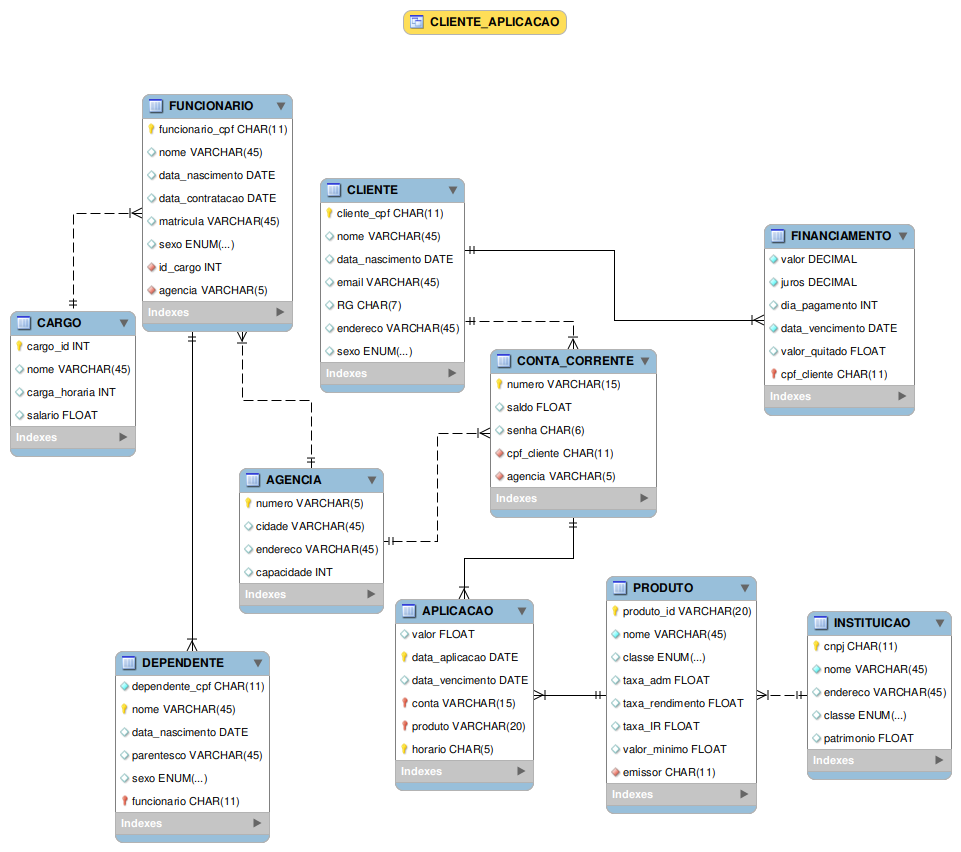 CLIENTE_APLICACAO
FUNCIONARIO
funcionario_cpf CHAR(11)
nome VARCHAR(45)
data_nascimento DATE
data_contratacao DATE
matricula VARCHAR(45)
sexo ENUM(...)
id_cargo INT
agencia VARCHAR(5)
Indexes
CLIENTE
cliente_cpf CHAR(11)
nome VARCHAR(45)
data_nascimento DATE
email VARCHAR(45)
RG CHAR(7)
endereco VARCHAR(45)
sexo ENUM(...)
Indexes
FINANCIAMENTO
valor DECIMAL
juros DECIMAL
dia_pagamento INT
data_vencimento DATE
valor_quitado FLOAT
cpf_cliente CHAR(11)
Indexes
CARGO
cargo_id INT
nome VARCHAR(45)
carga_horaria INT
salario FLOAT
Indexes
CONTA_CORRENTE
numero VARCHAR(15)
saldo FLOAT
senha CHAR(6)
cpf_cliente CHAR(11)
agencia VARCHAR(5)
Indexes
AGENCIA
numero VARCHAR(5)
cidade VARCHAR(45)
endereco VARCHAR(45)
capacidade INT
Indexes
APLICACAO
valor FLOAT
data_aplicacao DATE
data_vencimento DATE
conta VARCHAR(15)
produto VARCHAR(20)
horario CHAR(5)
Indexes
PRODUTO
produto_id VARCHAR(20)
nome VARCHAR(45)
classe ENUM(...)
taxa_adm FLOAT
taxa_rendimento FLOAT
taxa_IR FLOAT
valor_minimo FLOAT
emissor CHAR(11)
Indexes
INSTITUICAO
cnpj CHAR(11)
nome VARCHAR(45)
endereco VARCHAR(45)
classe ENUM(...)
patrimonio FLOAT
Indexes
DEPENDENTE
dependente_cpf CHAR(11)
nome VARCHAR(45)
data_nascimento DATE
parentesco VARCHAR(45)
sexo ENUM(...)
funcionario CHAR(11)
Indexes